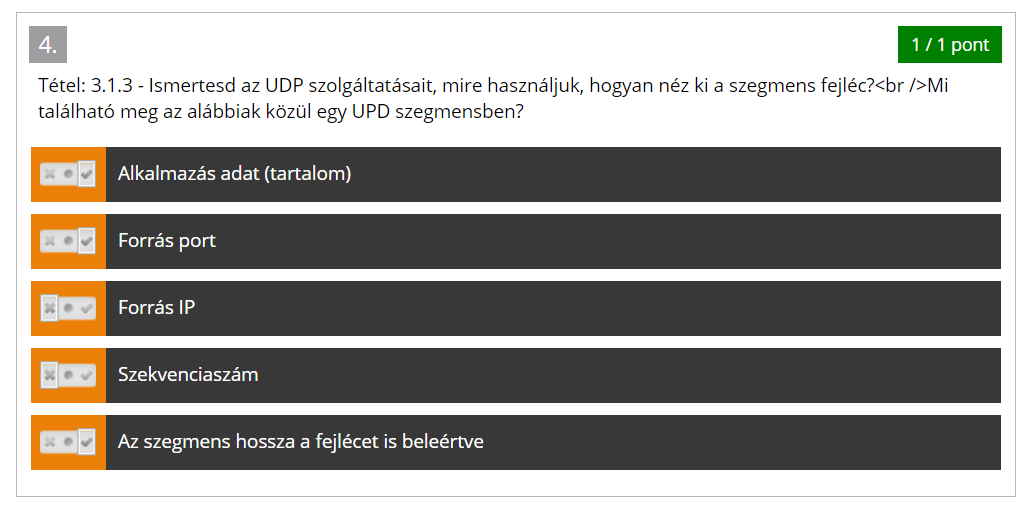 4.
1 / 1 pont
Tétel: 3.1.3 - Ismertesd az UDP szolgáltatásait, mire használjuk, hogyan néz ki a szegmens fejléc?<br />Mi
található meg az alábbiak közül egy UPD szegmensben?
Alkalmazás adat (tartalom)
Forrás port
Forrás IP
Szekvenciaszám
Az szegmens hossza a fejlécet is beleértve